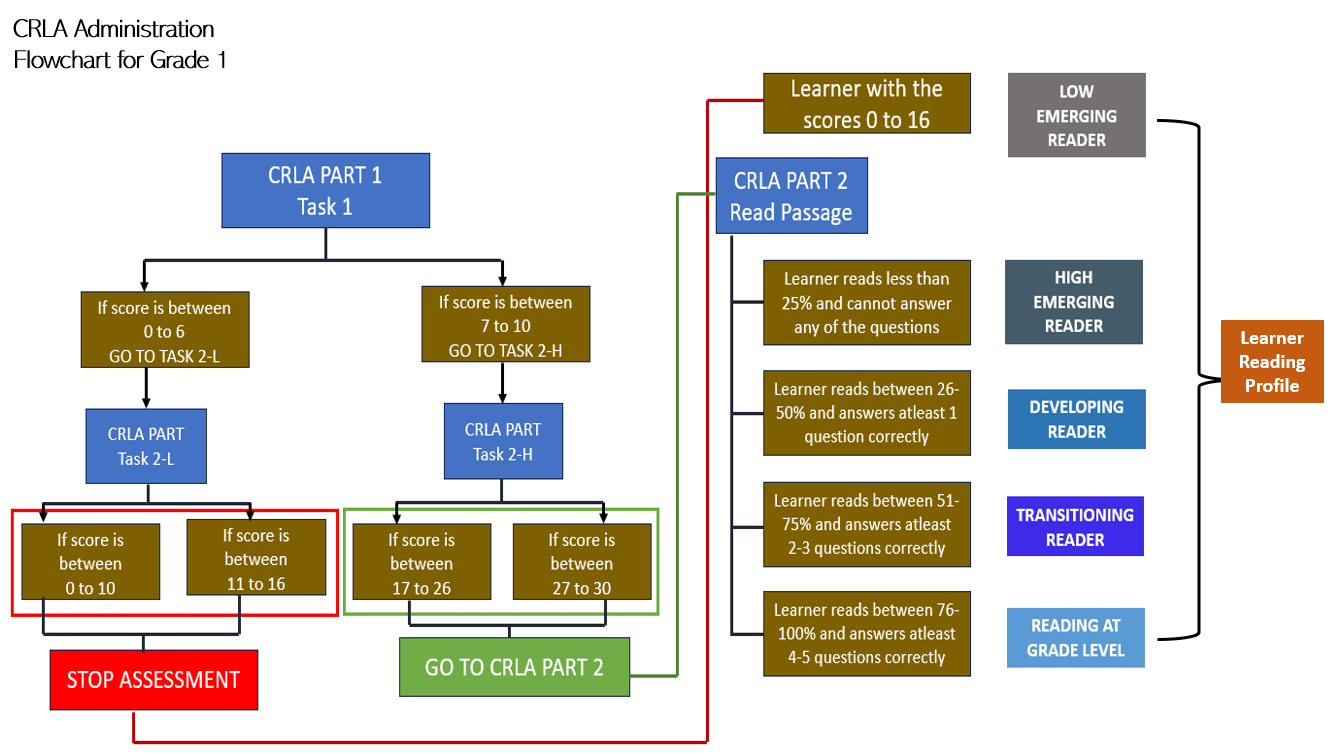 CRLA Administration
Flowchart for Grade 1
CRLA PART 1
Task 1
If score is between
0 to 6
GO TO TASK 2-L
If score is between
7 to 10
GO TO TASK 2-H
CRLA PART
Task 2-L
CRLA PART
Task 2-H
If score is
between
0 to 10
If score is
between
11 to 16
If score is
between
17 to 26
If score is
between
27 to 30
STOP ASSESSMENT
GO TO CRLA PART 2
Learner with the
scores 0 to 16
LOW
EMERGING
READER
CRLA PART 2
Read Passage
Learner reads less than
25% and cannot answer
any of the questions
HIGH
EMERGING
READER
Learner reads between 26-
50% and answers atleast 1
question correctly
DEVELOPING
READER
Learner reads between 51-
75% and answers atleast
2-3 questions correctly
TRANSITIONING
READER
Learner reads between 76-
100% and answers atleast
4-5 questions correctly
READING AT
GRADE LEVEL
Learner
Reading
Profile